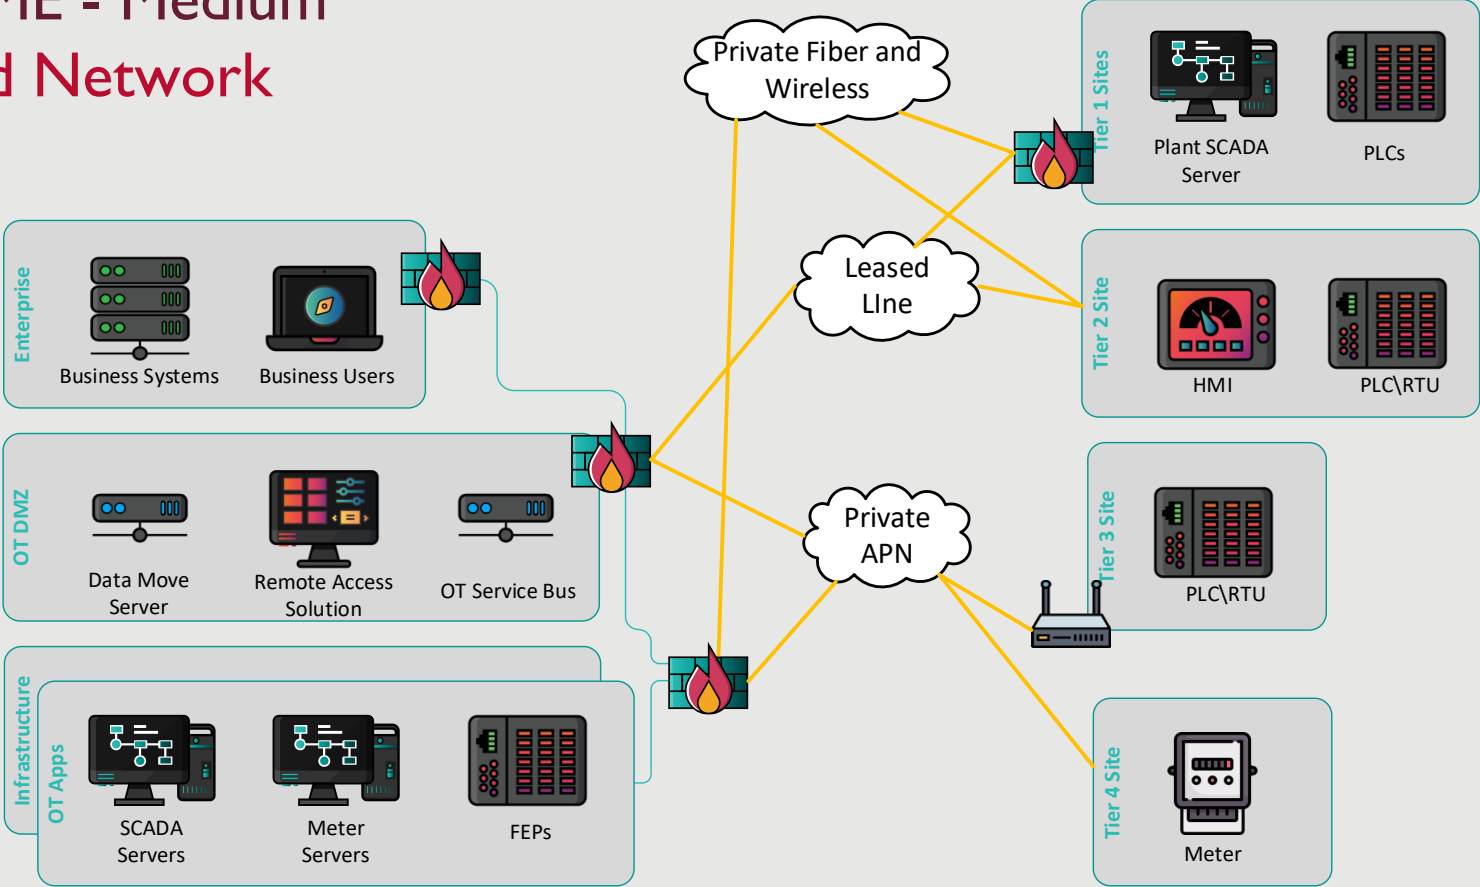 ME - Medium
d Network
Private Fiber and
Wireless
Tier 1 Sites
Plant SCADA
Server
PLCs
Enterprise
Business Systems
Business Users
Leased
LIne
Tier 2 Site
HMI
PLC\RTU
OT DMZ
Data Move
Server
Remote Access
Solution
OT Service Bus
Private
APN
Tier 3 Site
PLC\RTU
Infrastructure
OT Apps
SCADA
Servers
Meter
Servers
FEPs
Tier 4 Site
Meter